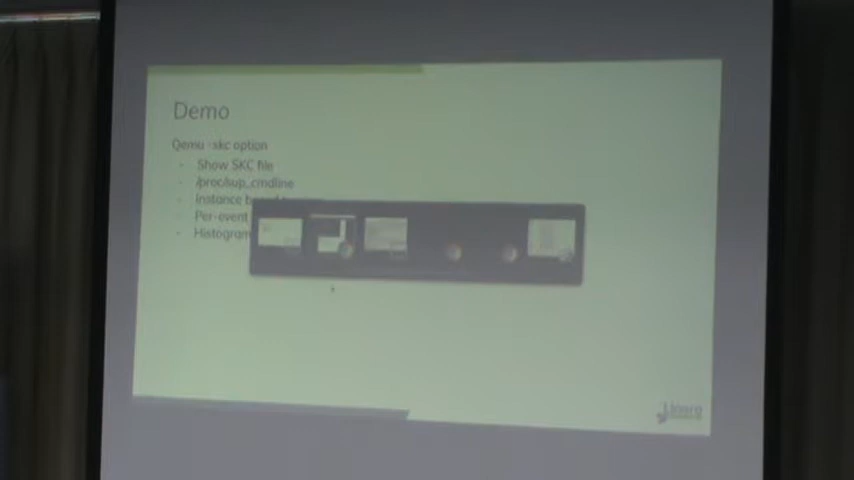 Demo
Qemu -skc option
- Show SKC file
- /proc/sup_cmdline
- Instance
- Per-event
- Histogram
Linaro